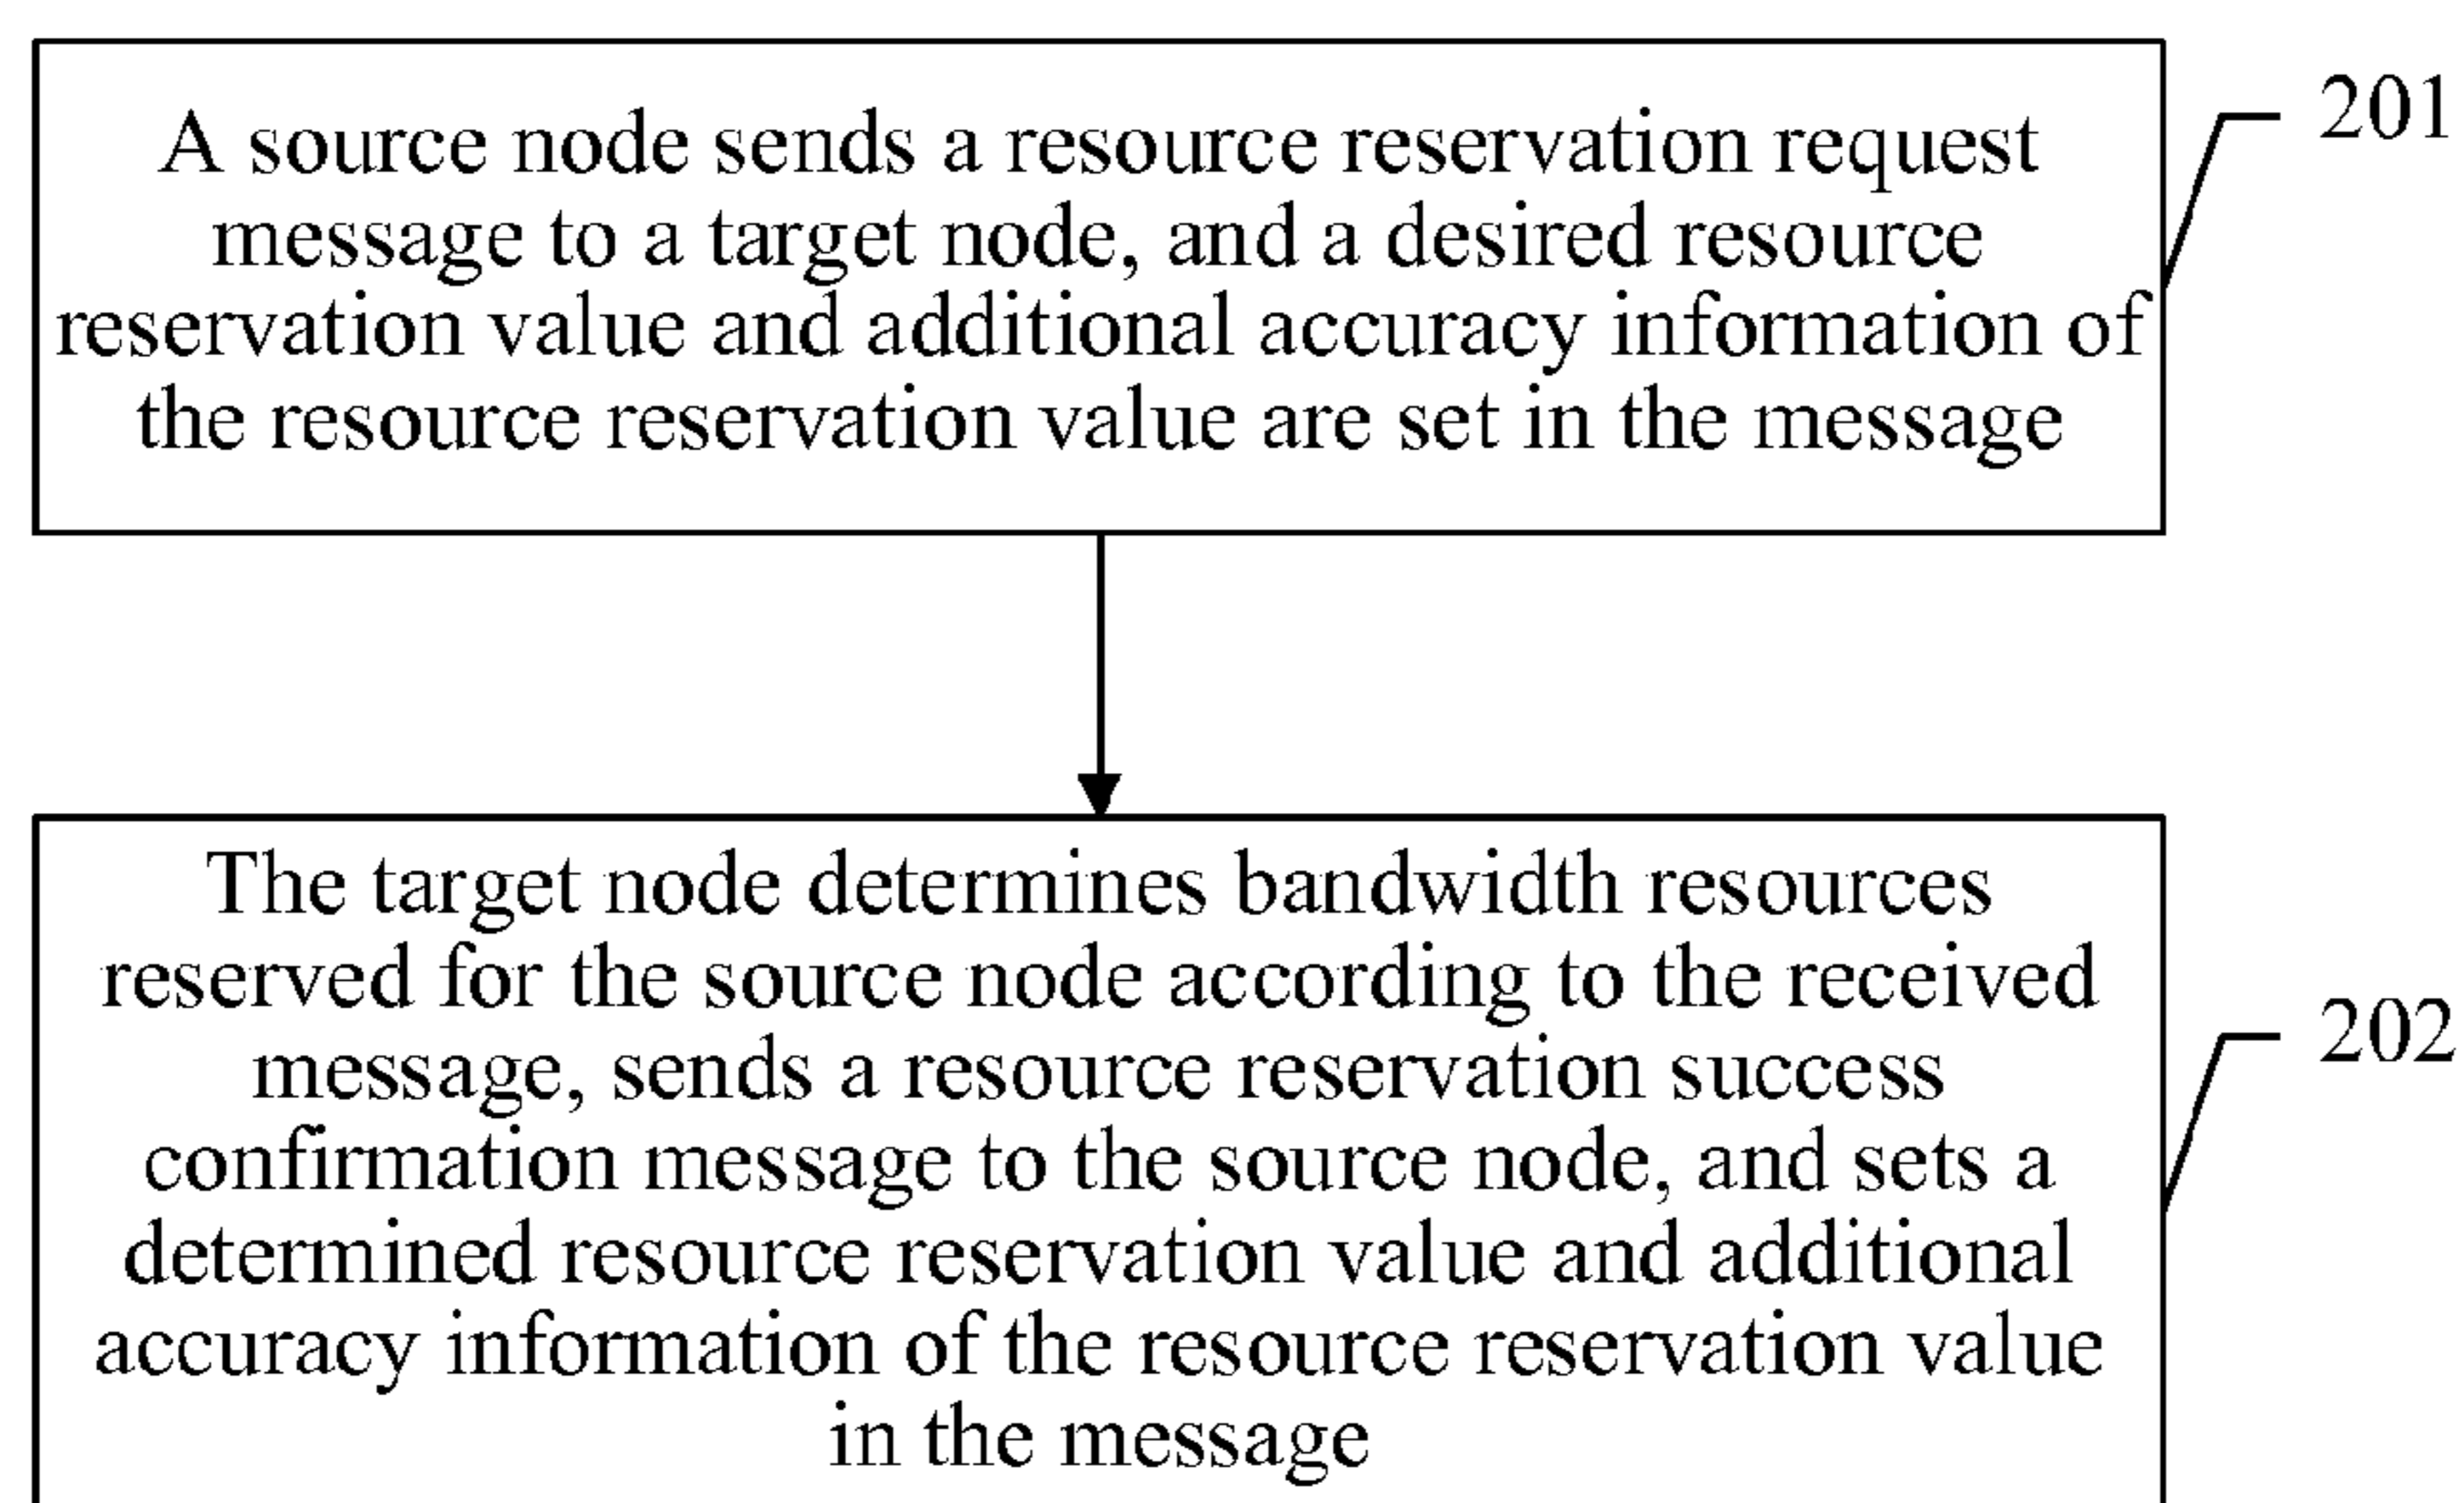 A source node sends a resource reservation request
message to a target node, and a desired resource
reservation value and additional accuracy information of
the resource reservation value are set in the message
201
The target node determines bandwidth resources
reserved for the source node according to the received
message, sends a resource reservation success
confirmation message to the source node, and sets a
determined resource reservation value and additional
accuracy information of the resource reservation value
in the message
202